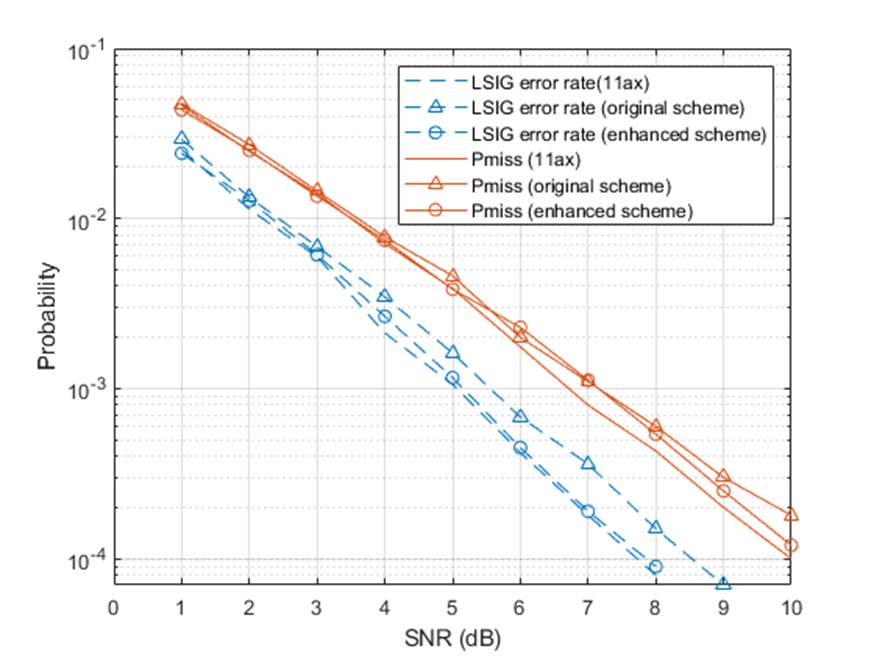 10-1
10-2
10-3
10-4
Probability
LSIG error rate(11ax)
LSIG error rate (original scheme)
LSIG error rate (enhanced scheme)
Pmiss (11ax)
Pmiss (original scheme)
Pmiss (enhanced scheme)
0 1 2 3 4 5 6 7 8 9 10
SNR (dB)